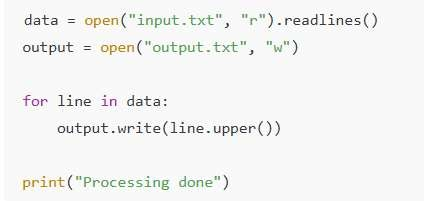 data = open("input.txt", "r").readlines()
output = open("output.txt", "w")
for line in data:
    output.write(line.upper())
print("Processing done")